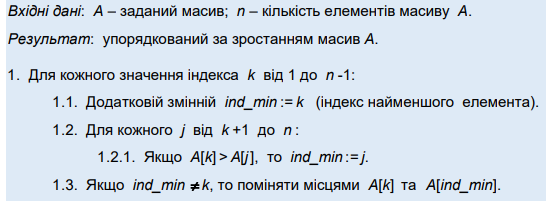 Вхідні дані: A – заданий масив; n – кількість елементів масиву A.
Результат: упорядкований за зростанням масив A.
1. Для кожного значення індекса k від 1 до n -1:
1.1. Додатковій змінній ind_min := k (індекс найменшого елемента).
1.2. Для кожного j від k +1 до n :
1.2.1. Якщо A[k] > A[j], то ind_min := j.
1.3. Якщо ind_min ≠ k, то поміняти місцями A[k] та A[ind_min].